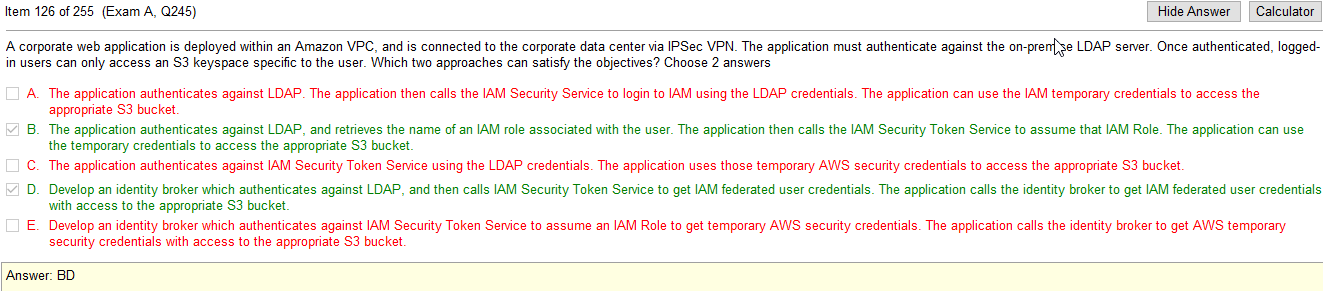 Item 126 of 255 (Exam A, Q245)
Hide Answer
Calculator
A corporate web application is deployed within an Amazon VPC, and is connected to the corporate data center via IPSec VPN. The application must authenticate against the on-premise LDAP server. Once authenticated, logged-
in users can only access an S3 keyspace specific to the user. Which two approaches can satisfy the objectives? Choose 2 answers
A. The application authenticates against LDAP. The application then calls the IAM Security Service to login to IAM using the LDAP credentials. The application can use the IAM temporary credentials to access the
appropriate S3 bucket.
B. The application authenticates against LDAP, and retrieves the name of an IAM role associated with the user. The application then calls the IAM Security Token Service to assume that IAM Role. The application can use
the temporary credentials to access the appropriate S3 bucket.
C. The application authenticates against IAM Security Token Service using the LDAP credentials. The application uses those temporary AWS security credentials to access the appropriate S3 bucket.
D. Develop an identity broker which authenticates against LDAP, and then calls IAM Security Token Service to get IAM federated user credentials. The application calls the identity broker to get IAM federated user credentials
with access to the appropriate S3 bucket.
E. Develop an identity broker which authenticates against IAM Security Token Service to assume an IAM Role to get temporary AWS security credentials. The application calls the identity broker to get AWS temporary
security credentials with access to the appropriate S3 bucket.
Answer: BD